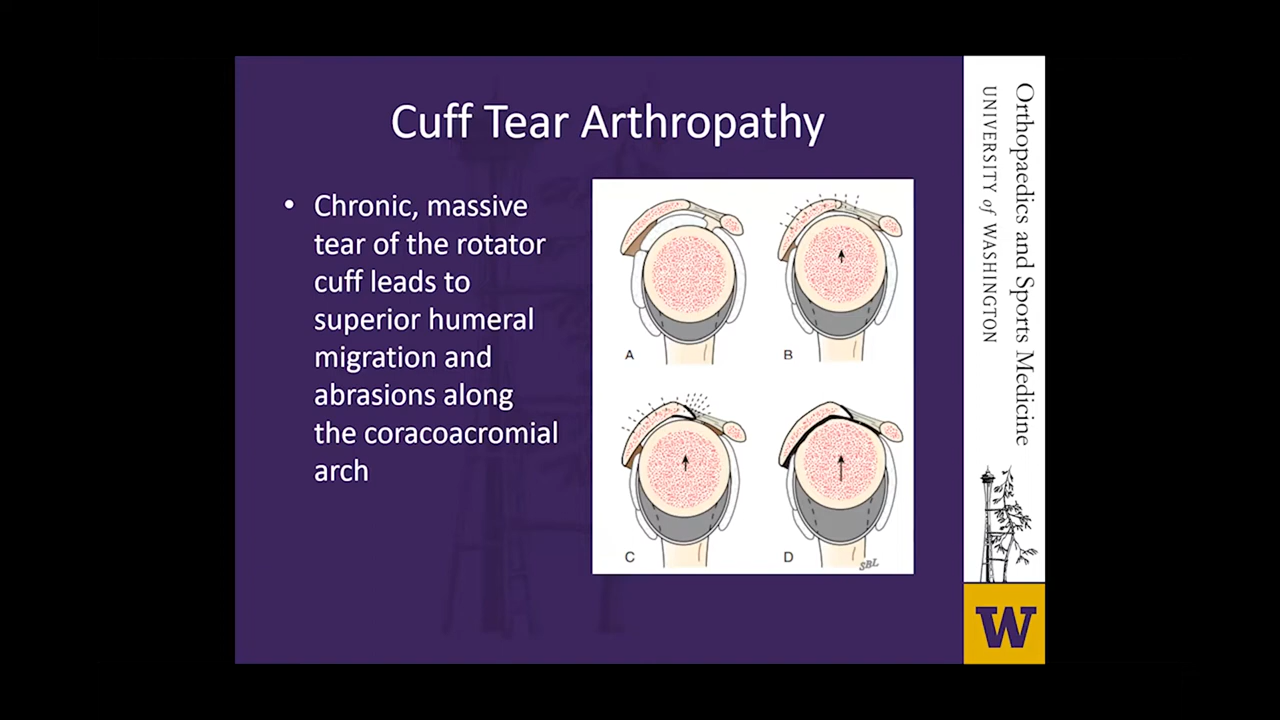 Cuff Tear Arthropathy
• Chronic, massive
tear of the rotator
cuff leads to
superior humeral
migration and
abrasions along
the coracoacromial
arch
A
B
C
D
SBL
Orthopaedics and Sports Medicine
UNIVERSITY of WASHINGTON
W